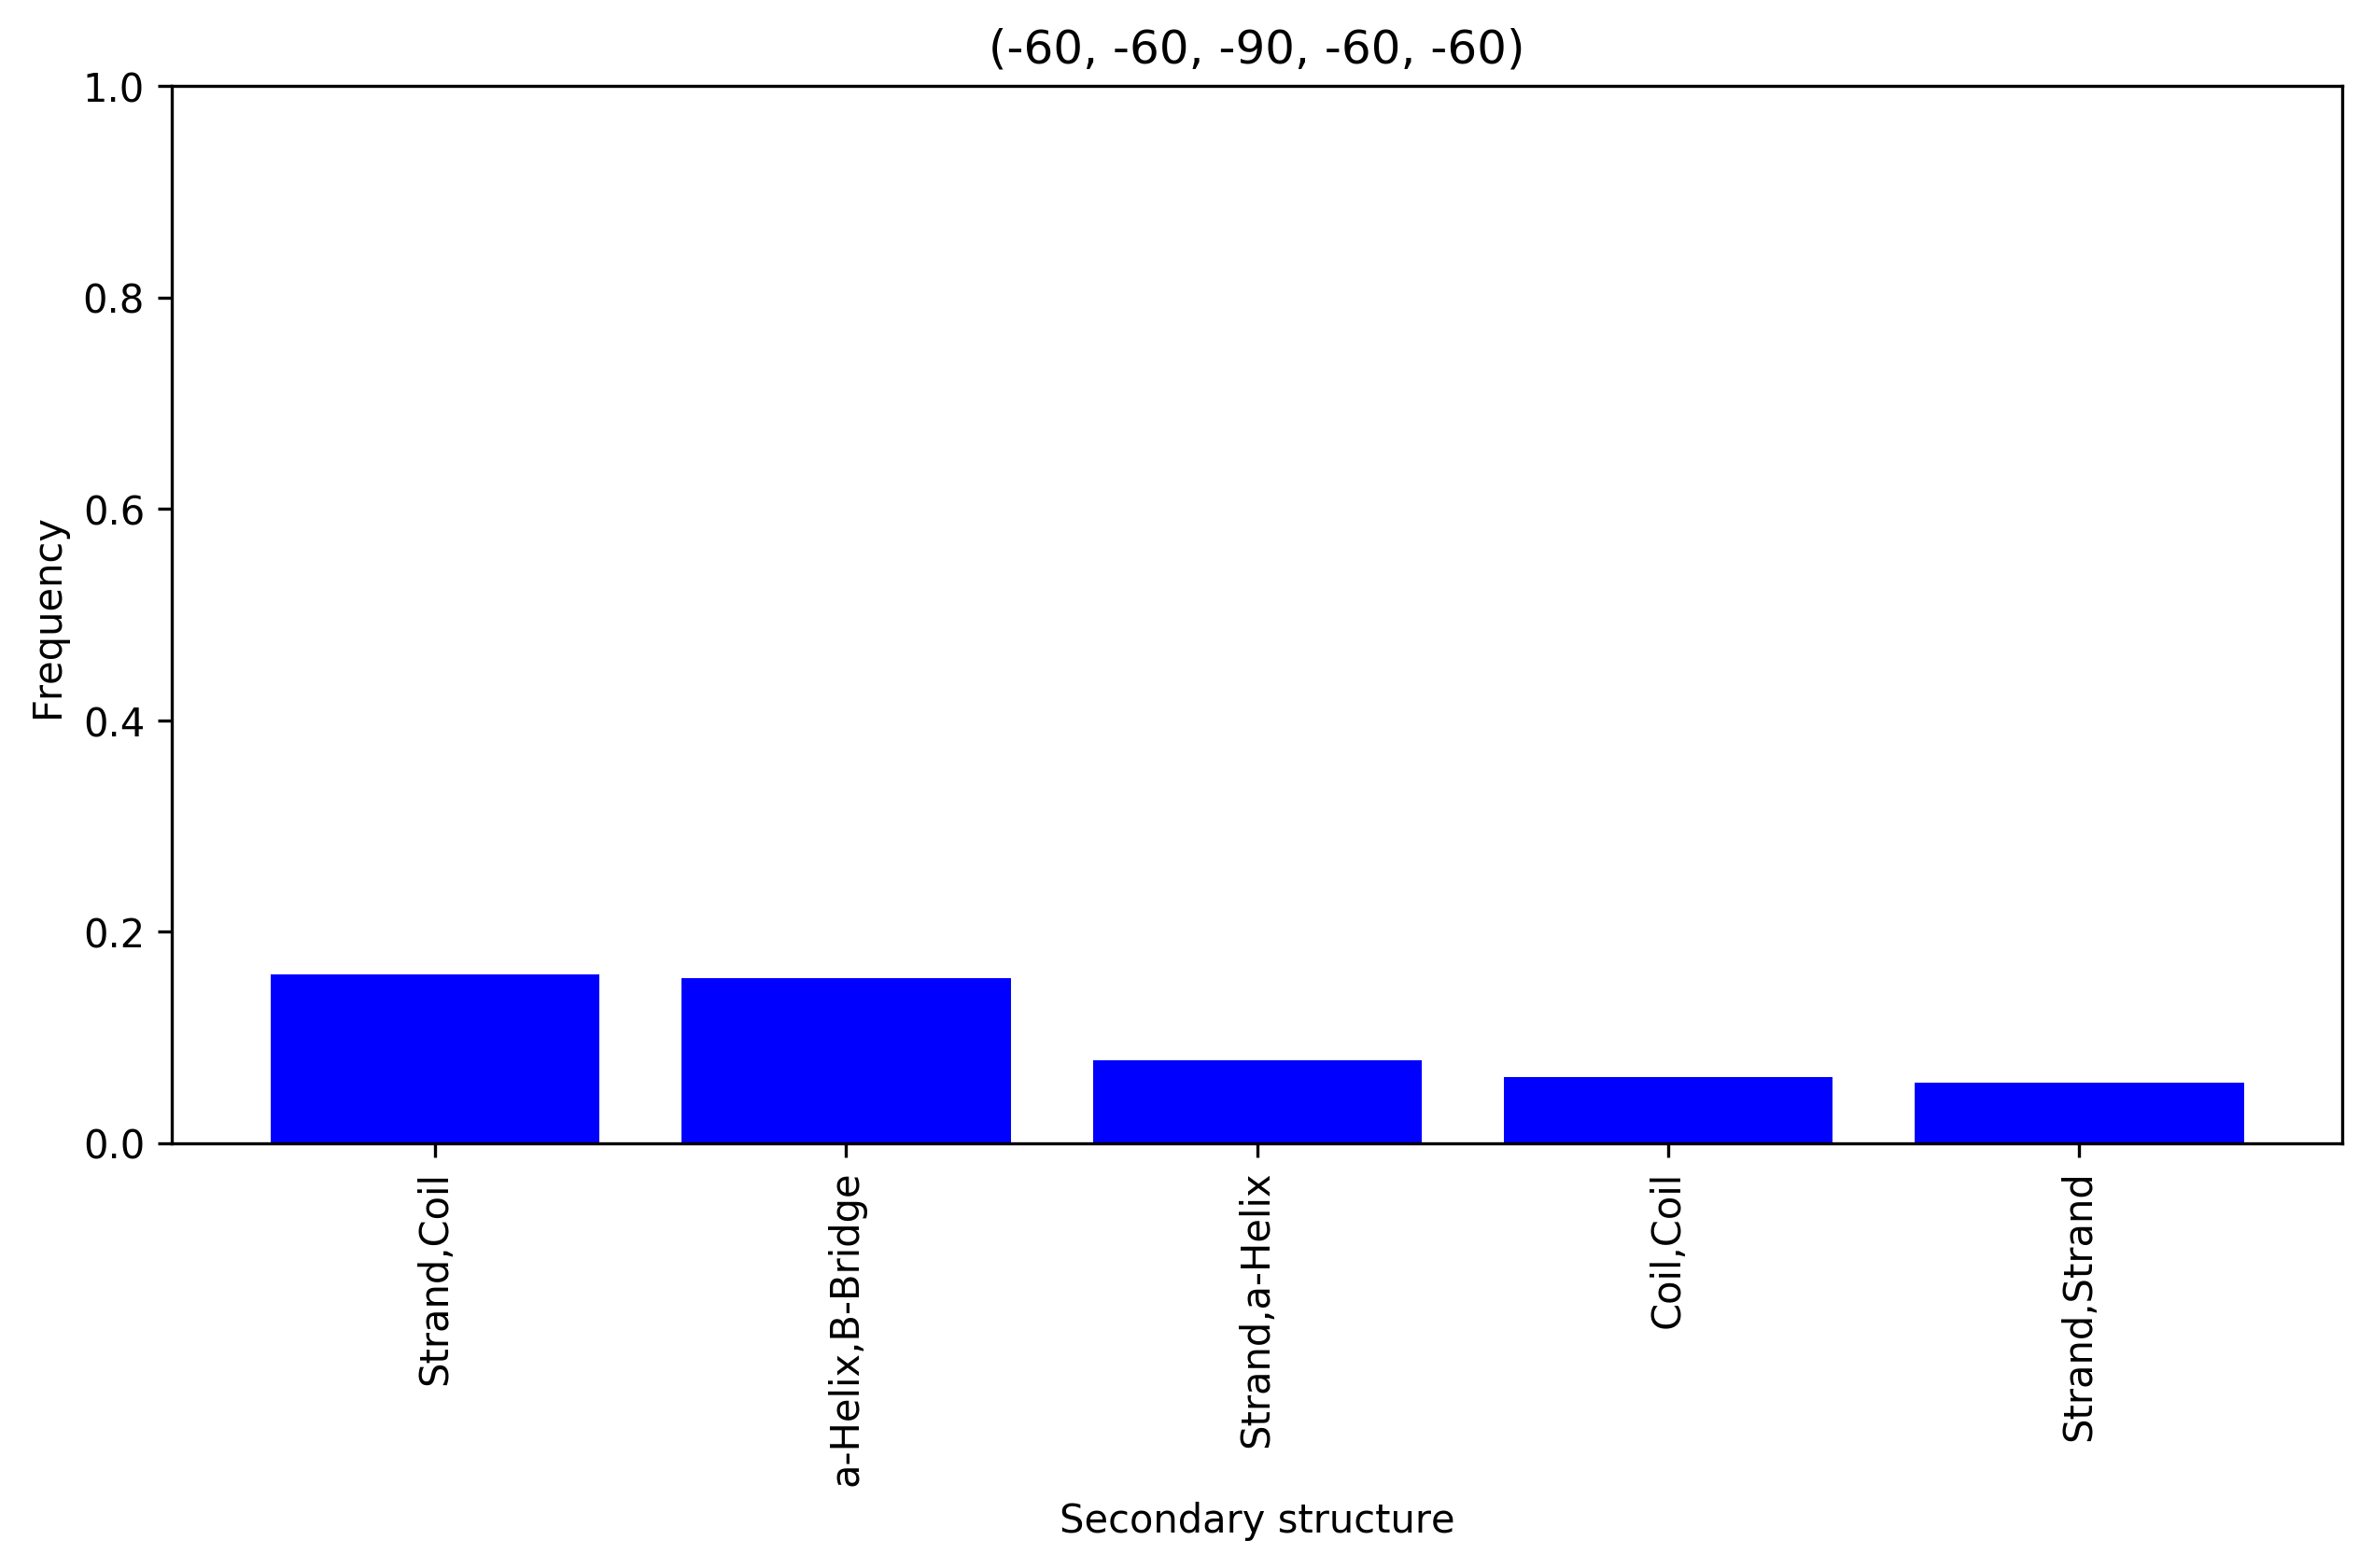 (-60, -60, -90, -60, -60)
1.0
0.8
0.6
0.4
0.2
0.0
Frequency
Strand,Coil
a-Helix,B-Bridge
Strand,a-Helix
Coil,Coil
Strand,Strand
Secondary structure